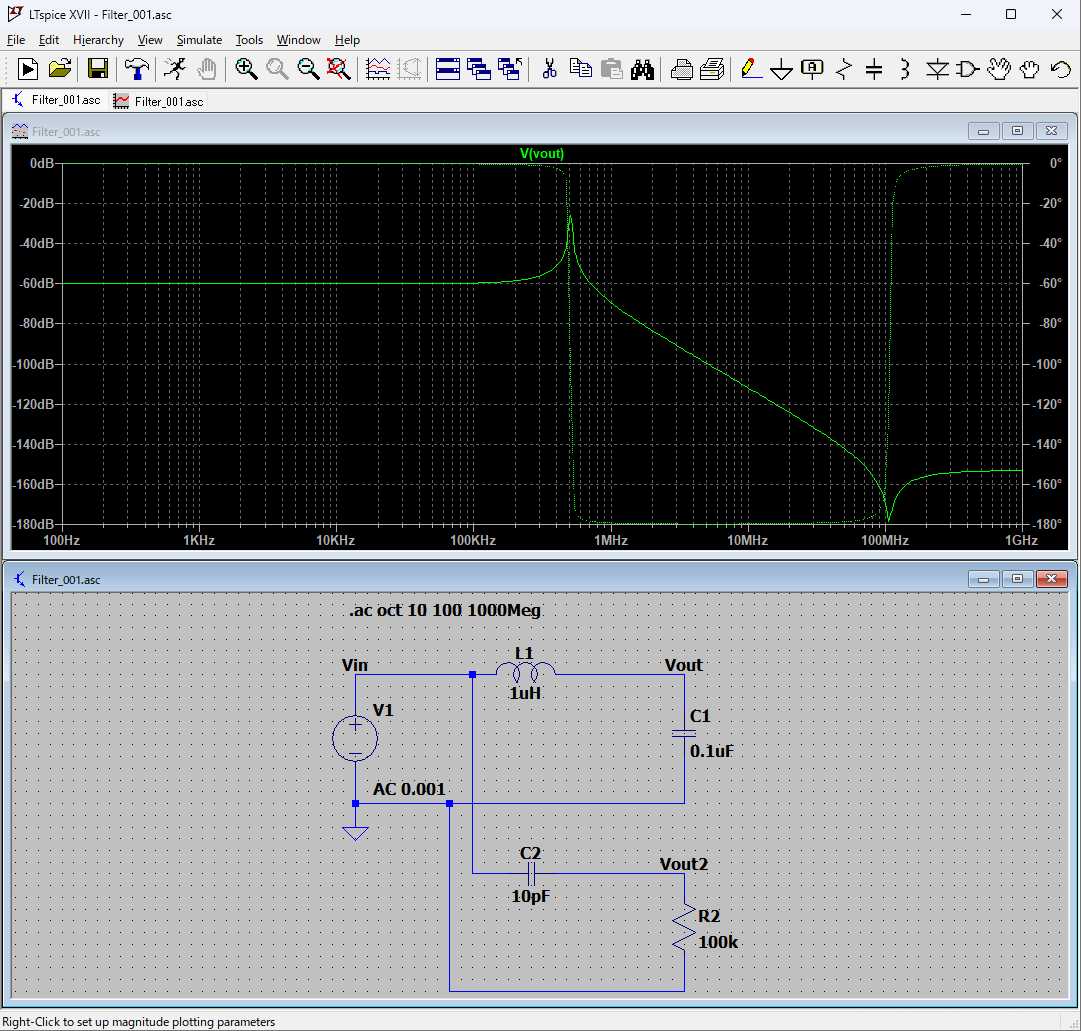 LTspice XVII - Filter_001.asc
File Edit Hierarchy View Simulate Tools Window Help
Filter_001.asc Filter_001.asc
Filter_001.asc
V(vout)
0dB 0°
-20dB -20°
-40dB -40°
-60dB -60°
-80dB -80°
-100dB -100°
-120dB -120°
-140dB -140°
-160dB -160°
-180dB -180°
100Hz 1KHz 10KHz 100KHz 1MHz 10MHz 100MHz 1GHz
Filter_001.asc
.ac oct 10 100 1000Meg
L1
Vin Vout
1uH
V1 C1
0.1uF
AC 0.001
C2
Vout2
10pF
R2
100k
Right-Click to set up magnitude plotting parameters